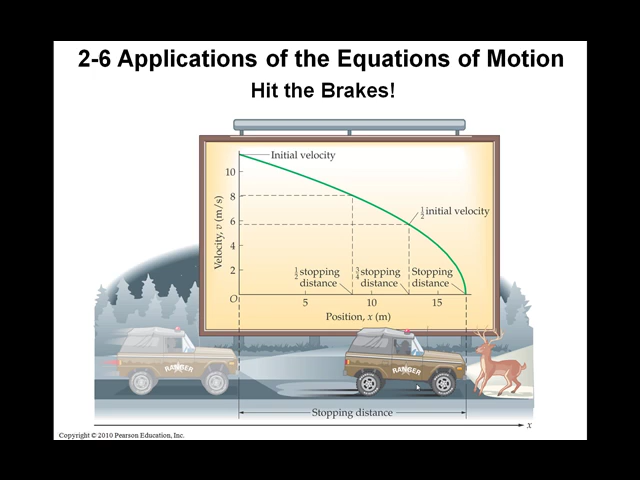 2-6 Applications of the Equations of Motion
Hit the Brakes!
Initial velocity
10
8
6
4
2
O
Velocity, v (m/s)
½ initial velocity
½ stopping distance
¾ stopping distance
Stopping distance
5
10
15
Position, x (m)
RANGER
RANGER
Stopping distance
x
Copyright © 2010 Pearson Education, Inc.